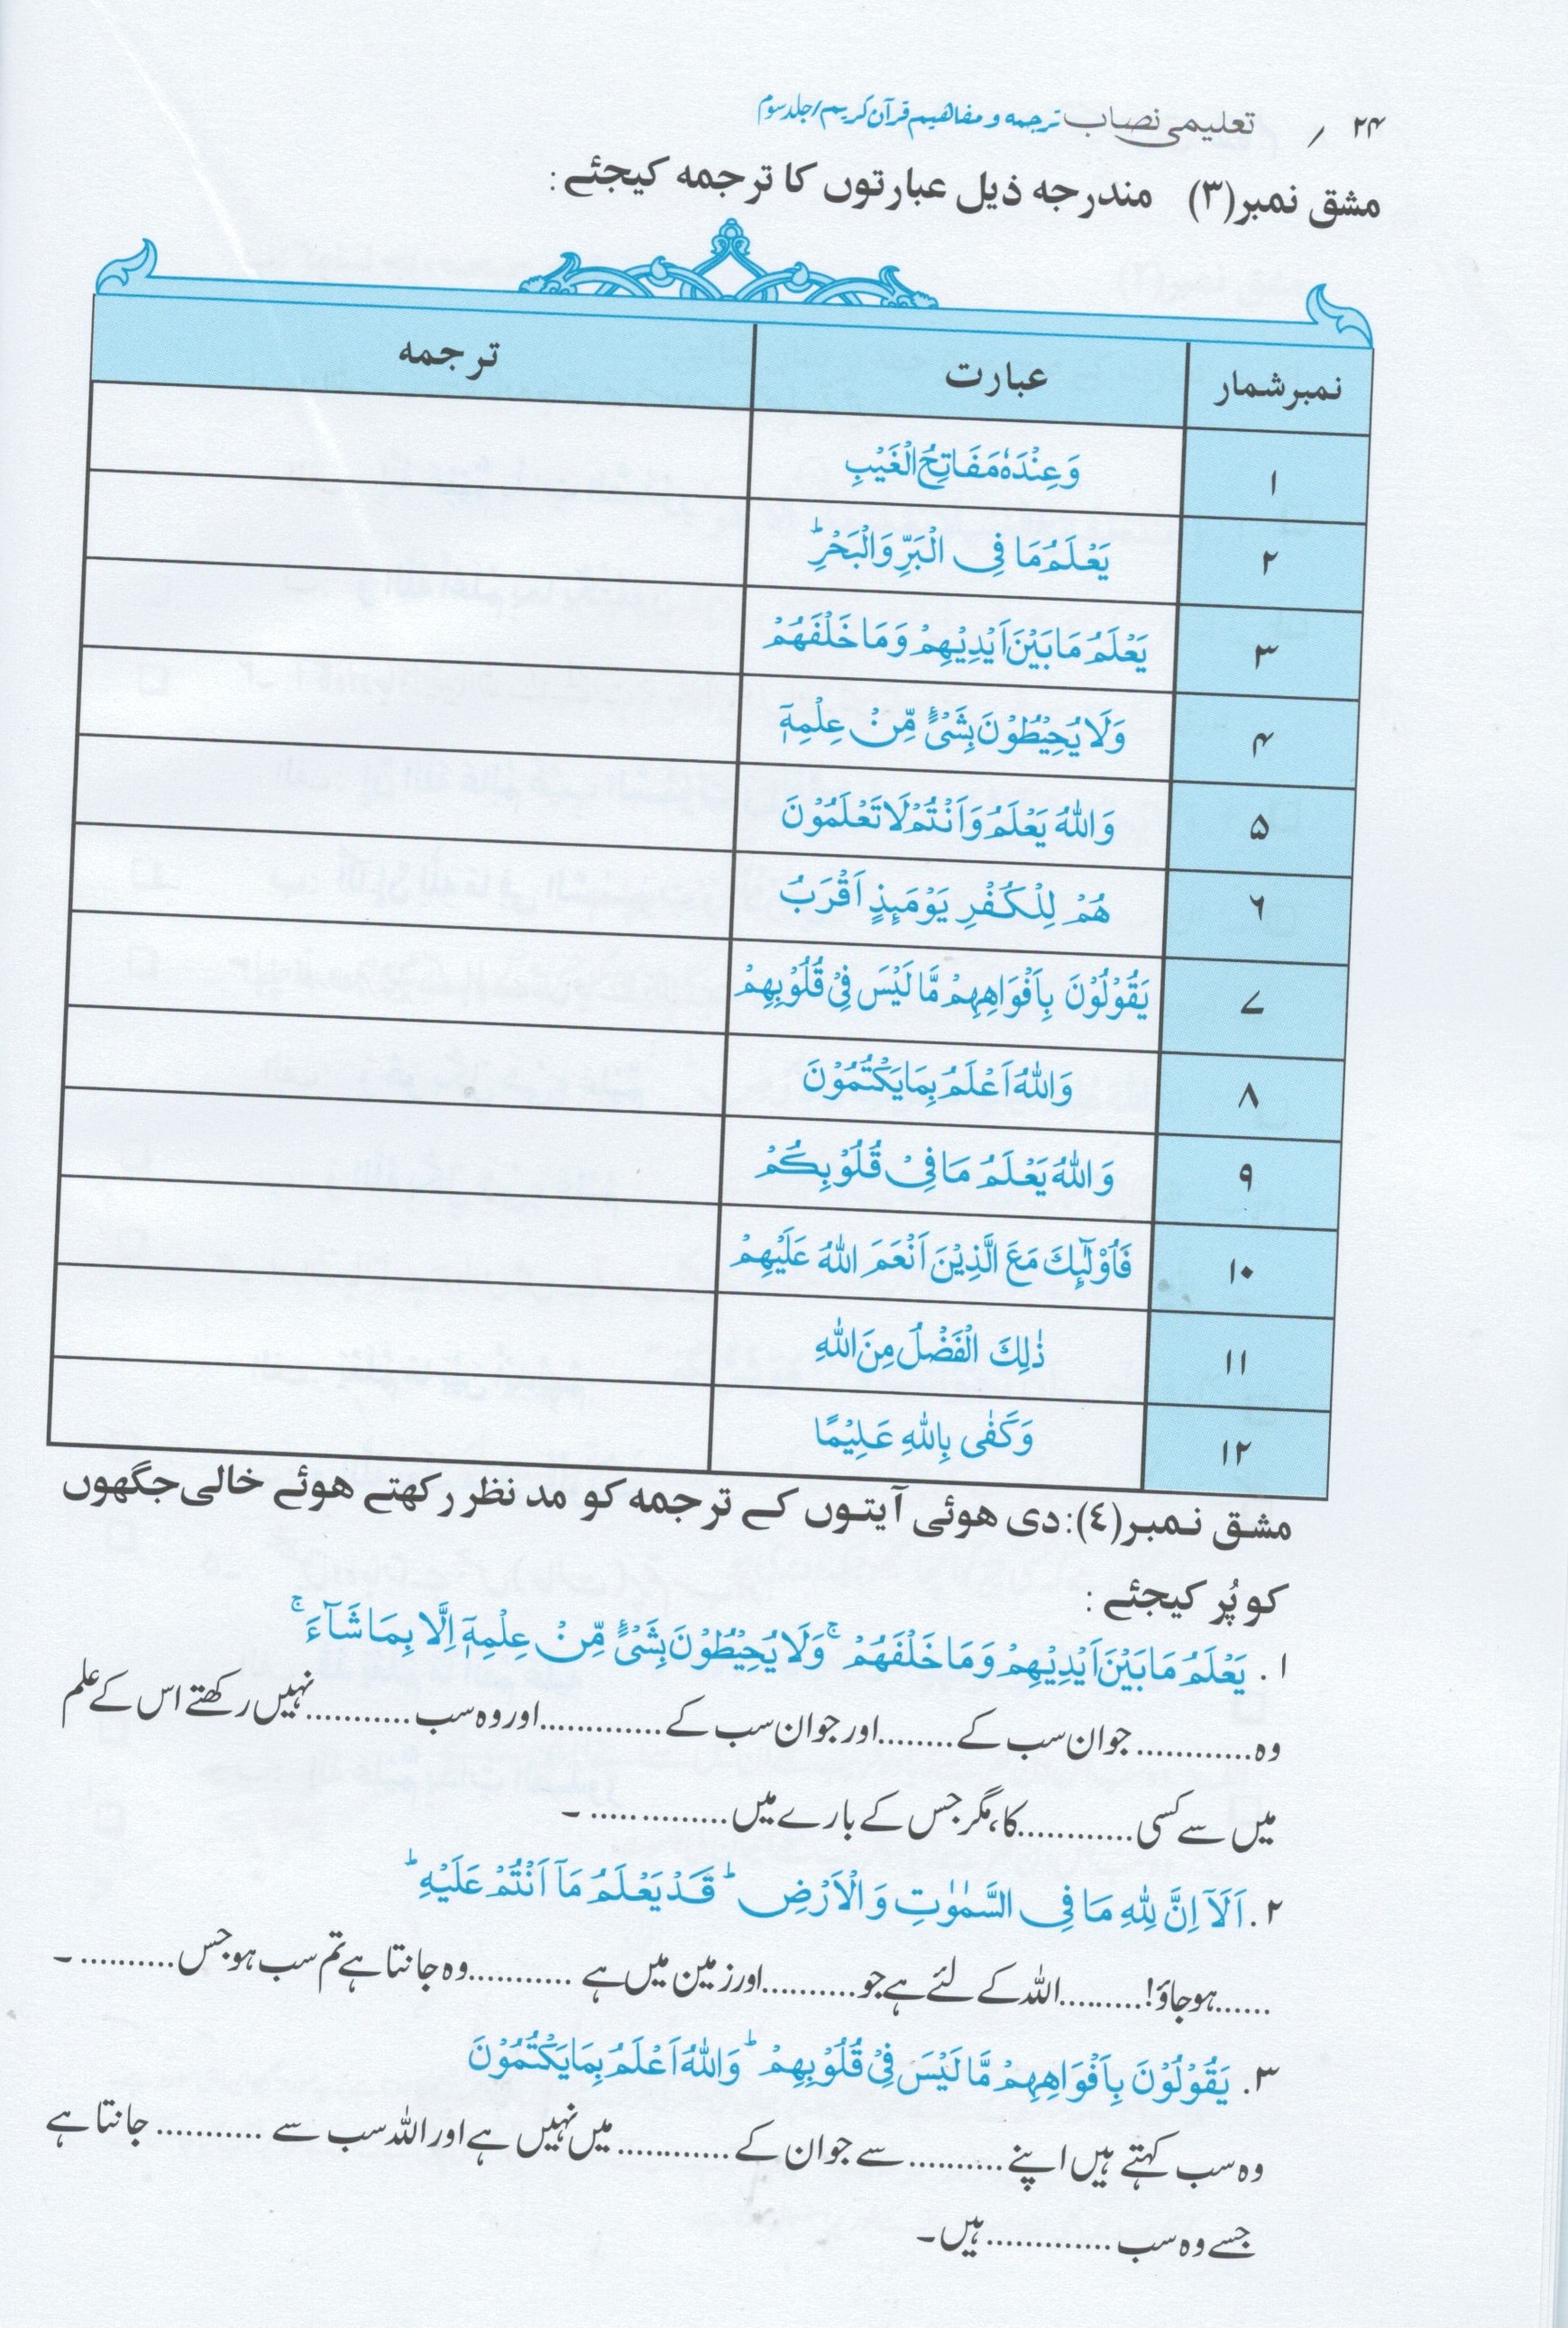 ۲۴ / تعلیمی نصاب ترجمہ و مفاہیم قرآن کریم/جلد سوم
مشق نمبر(۳) مندرجہ ذیل عبارتوں کا ترجمہ کیجئے:
نمبر شمار عبارت ترجمہ
۱ وَعِنْدَهٗ مَفَاتِحُ الْغَيْبِ
۲ يَعْلَمُ مَا فِى الْبَرِّ وَالْبَحْرِ ؕ
۳ يَعْلَمُ مَا بَيْنَ اَيْدِيْهِمْ وَمَا خَلْفَهُمْ
۴ وَلَا يُحِيْطُوْنَ بِشَىْءٍ مِّنْ عِلْمِهٖٓ
۵ وَاللّٰهُ يَعْلَمُ وَاَنْتُمْ لَا تَعْلَمُوْنَ
۶ هُمْ لِلْكُفْرِ يَوْمَىِٕذٍ اَقْرَبُ
۷ يَقُوْلُوْنَ بِاَفْوَاهِهِمْ مَّا لَيْسَ فِىْ قُلُوْبِهِمْ
۸ وَاللّٰهُ اَعْلَمُ بِمَا يَكْتُمُوْنَ
۹ وَاللّٰهُ يَعْلَمُ مَا فِىْ قُلُوْبِكُمْ
۱۰ فَاُولٰٓىِٕكَ مَعَ الَّذِيْنَ اَنْعَمَ اللّٰهُ عَلَيْهِمْ
۱۱ ذٰلِكَ الْفَضْلُ مِنَ اللّٰهِ
۱۲ وَكَفٰى بِاللّٰهِ عَلِيْمًا
مشق نمبر(٤): دی ہوئی آیتوں کے ترجمہ کو مد نظر رکھتے ہوئے خالی جگہوں
کو پُر کیجئے :
۱. يَعْلَمُ مَا بَيْنَ اَيْدِيْهِمْ وَمَا خَلْفَهُمْ ۚ وَلَا يُحِيْطُوْنَ بِشَىْءٍ مِّنْ عِلْمِهٖٓ اِلَّا بِمَا شَآءَ ۚ
وہ............. جو ان سب کے ........اور جو ان سب کے .............اور وہ سب ............نہیں رکھتے اس کے علم
میں سے کسی .............کا، مگر جس کے بارے میں ............... ۔
۲. اَلَآ اِنَّ لِلّٰهِ مَا فِى السَّمٰوٰتِ وَالْاَرْضِ ؕ قَدْ يَعْلَمُ مَآ اَنْتُمْ عَلَيْهِ ؕ
......ہو جاؤ! .........اللہ کے لئے ہے جو ..........اور زمین میں ہے ...........وہ جانتا ہے تم سب ہو جس .......... ۔
۳. يَقُوْلُوْنَ بِاَفْوَاهِهِمْ مَّا لَيْسَ فِىْ قُلُوْبِهِمْ ؕ وَاللّٰهُ اَعْلَمُ بِمَا يَكْتُمُوْنَ
وہ سب کہتے ہیں اپنے .......... سے جو ان کے ............ میں نہیں ہے اور اللہ سب سے ........... جانتا ہے
جسے وہ سب .............. ہیں۔